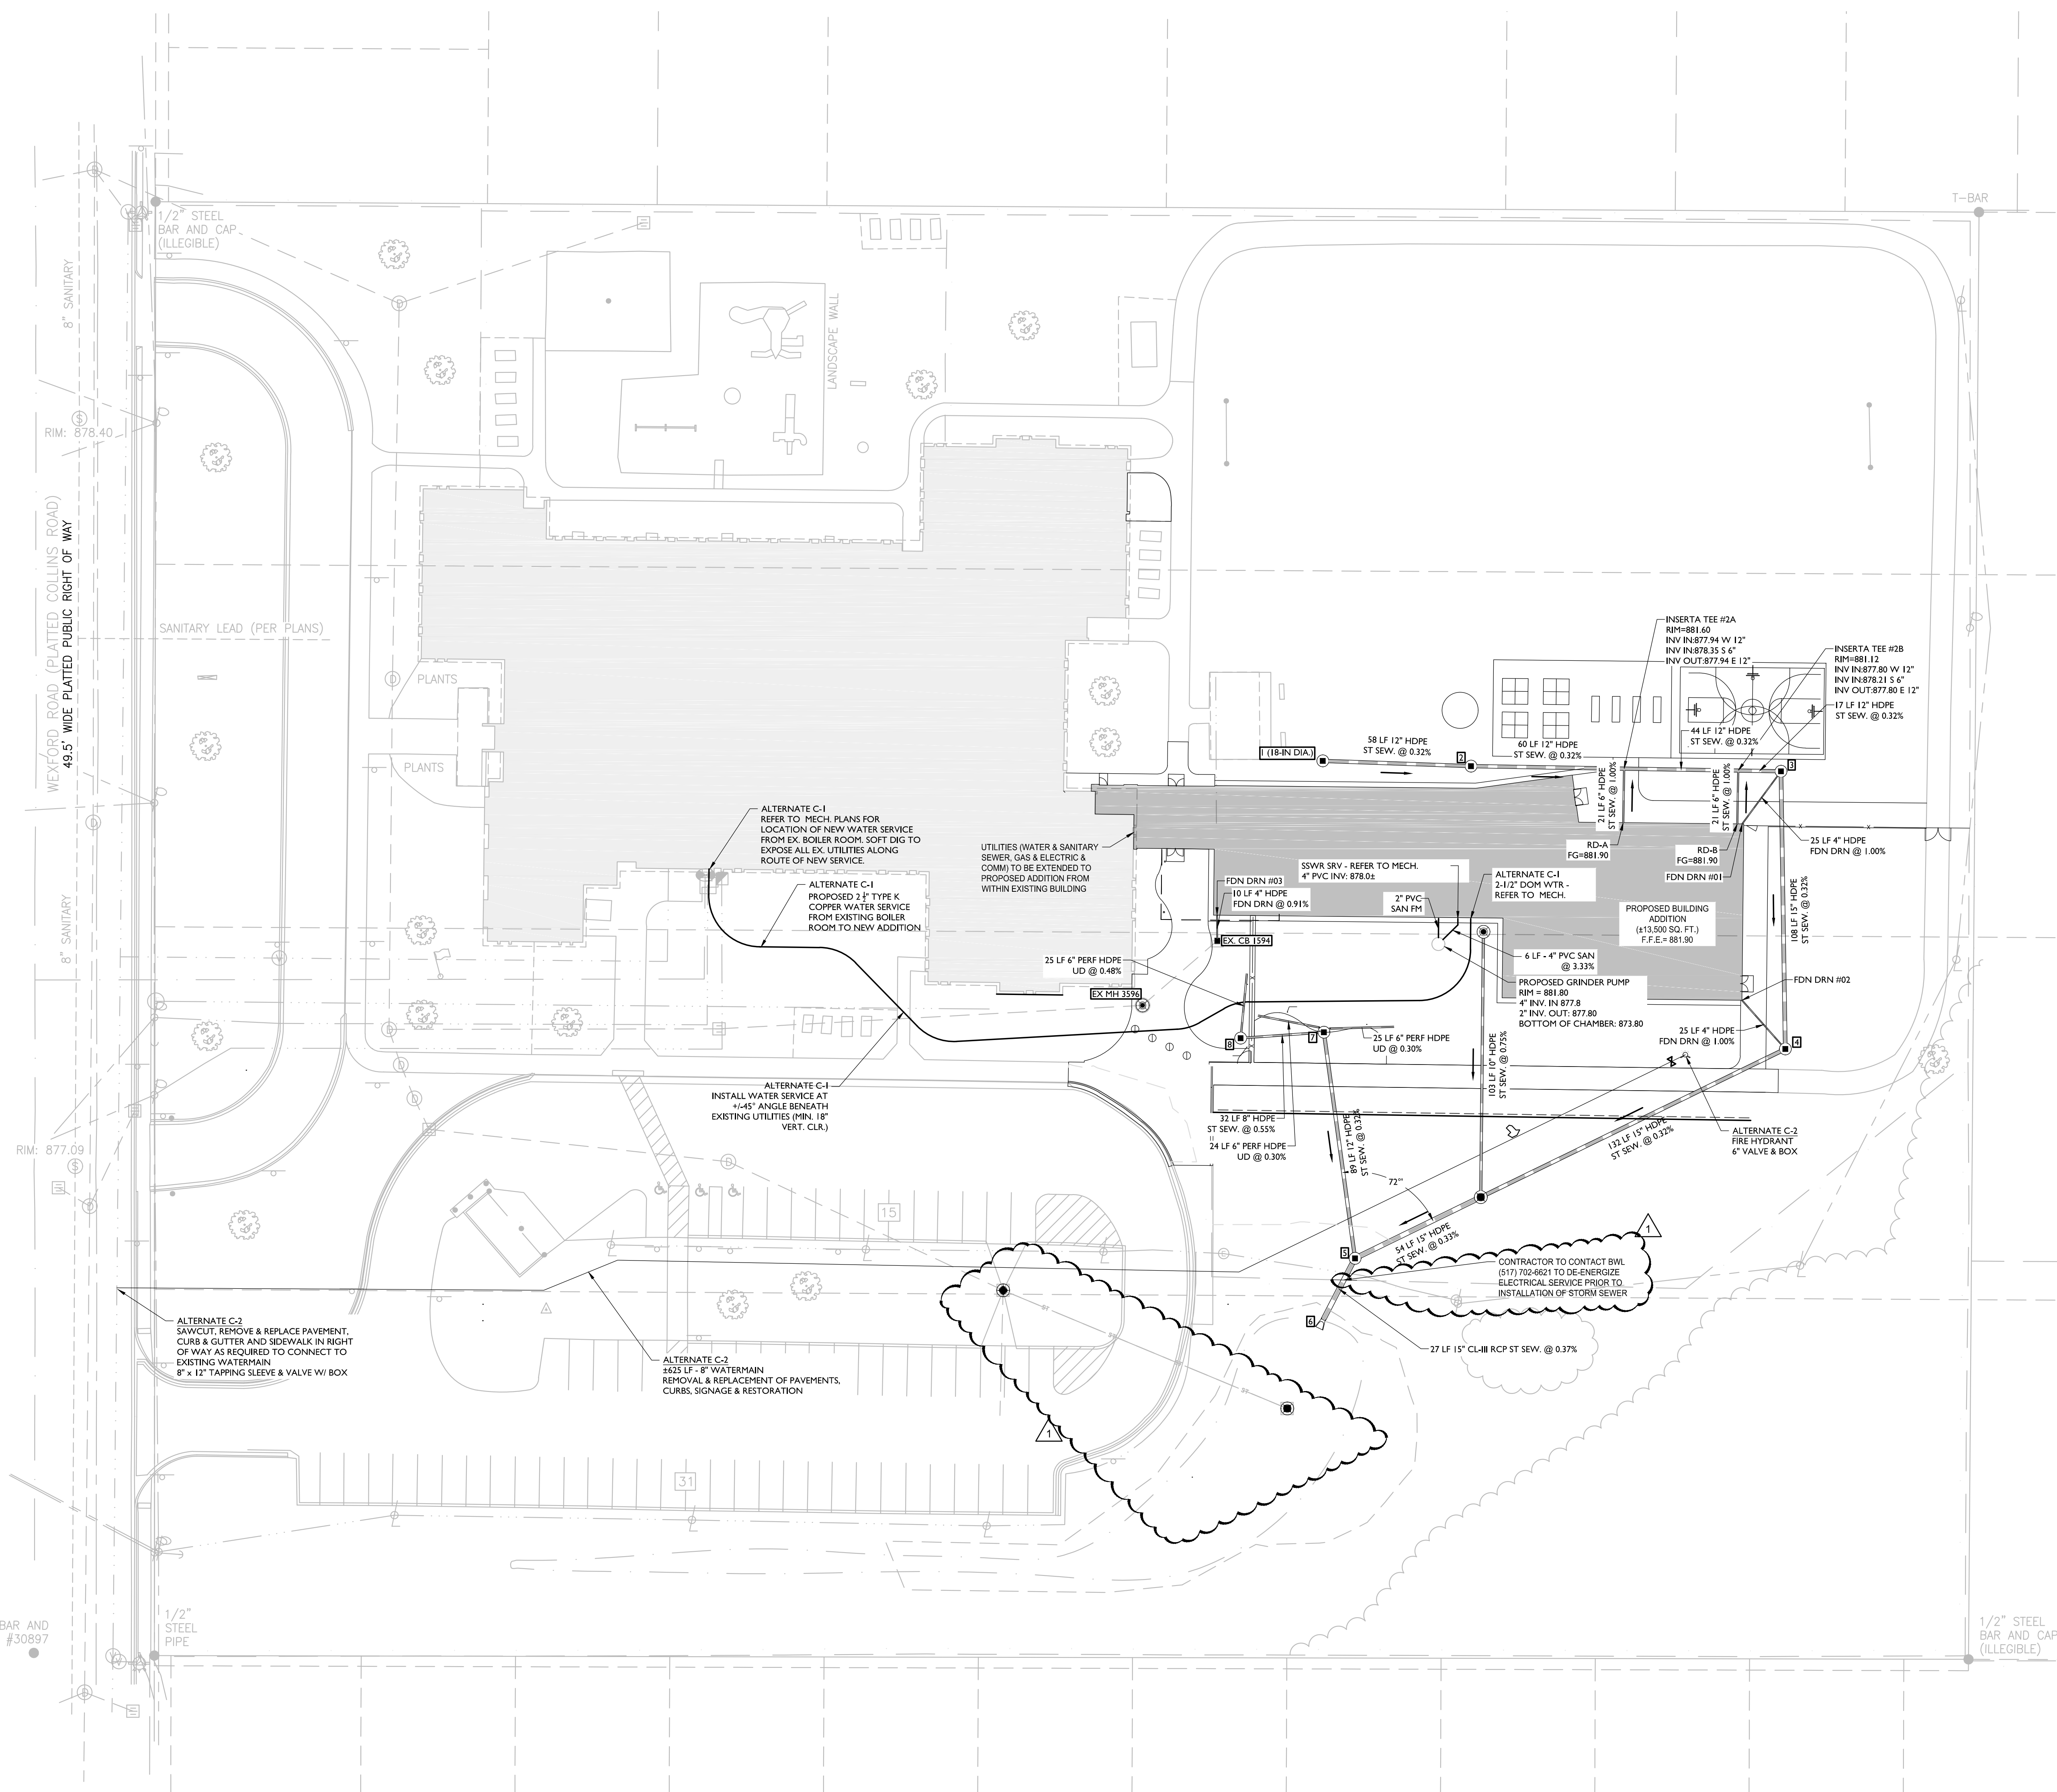 T-BAR
1/2" STEEL
BAR AND CAP
(ILLEGIBLE)
8" SANITARY
LANDSCAPE WALL
RIM: 878.40
WEXFORD ROAD (PLATTED COLLINS ROAD)
49.5' WIDE PLATTED PUBLIC RIGHT OF WAY
SANITARY LEAD (PER PLANS)
PLANTS
PLANTS
INSERTA TEE #2A
RIM=881.60
INV IN:877.94 W 12"
INV IN:878.35 S 6"
INV OUT:877.94 E 12"
INSERTA TEE #2B
RIM=881.12
INV IN:877.80 W 12"
INV IN:878.21 S 6"
INV OUT:877.80 E 12"
17 LF 12" HDPE
ST SEW. @ 0.32%
44 LF 12" HDPE
ST SEW. @ 0.32%
1 (18-IN DIA.)
58 LF 12" HDPE
ST SEW. @ 0.32%
2
60 LF 12" HDPE
ST SEW. @ 0.32%
3
21 LF 6" HDPE
ST SEW. @ 1.00%
21 LF 6" HDPE
ST SEW. @ 1.00%
25 LF 4" HDPE
FDN DRN @ 1.00%
RD-A
FG=881.90
RD-B
FG=881.90
FDN DRN #01
108 LF 15" HDPE
ST SEW. @ 0.32%
ALTERNATE C-1
REFER TO MECH. PLANS FOR
LOCATION OF NEW WATER SERVICE
FROM EX. BOILER ROOM. SOFT DIG TO
EXPOSE ALL EX. UTILITIES ALONG
ROUTE OF NEW SERVICE.
UTILITIES (WATER & SANITARY
SEWER, GAS & ELECTRIC &
COMM) TO BE EXTENDED TO
PROPOSED ADDITION FROM
WITHIN EXISTING BUILDING
SSWR SRV - REFER TO MECH.
4" PVC INV: 878.0±
ALTERNATE C-1
2-1/2" DOM WTR -
REFER TO MECH.
FDN DRN #03
10 LF 4" HDPE
FDN DRN @ 0.91%
2" PVC
SAN FM
PROPOSED BUILDING
ADDITION
(±13,500 SQ. FT.)
F.F.E.= 881.90
ALTERNATE C-1
PROPOSED 2 ½" TYPE K
COPPER WATER SERVICE
FROM EXISTING BOILER
ROOM TO NEW ADDITION
EX. CB 1594
25 LF 6" PERF HDPE
UD @ 0.48%
6 LF - 4" PVC SAN
@ 3.33%
PROPOSED GRINDER PUMP
RIM = 881.80
4" INV. IN 877.8
2" INV. OUT: 877.80
BOTTOM OF CHAMBER: 873.80
FDN DRN #02
EX MH 3596
8" SANITARY
8
7
25 LF 6" PERF HDPE
UD @ 0.30%
25 LF 4" HDPE
FDN DRN @ 1.00%
4
103 LF 10" HDPE
ST SEW. @ 0.75%
ALTERNATE C-1
INSTALL WATER SERVICE AT
+/-45° ANGLE BENEATH
EXISTING UTILITIES (MIN. 18"
VERT. CLR.)
32 LF 8" HDPE
ST SEW. @ 0.55%
24 LF 6" PERF HDPE
UD @ 0.30%
89 LF 12" HDPE
ST SEW. @ 0.32%
132 LF 15" HDPE
ST SEW. @ 0.32%
ALTERNATE C-2
FIRE HYDRANT
6" VALVE & BOX
RIM: 877.09
72°
15
54 LF 15" HDPE
ST SEW. @ 0.33%
5
1
CONTRACTOR TO CONTACT BWL
(517) 702-6621 TO DE-ENERGIZE
ELECTRICAL SERVICE PRIOR TO
INSTALLATION OF STORM SEWER
6
27 LF 15" CL-III RCP ST SEW. @ 0.37%
ALTERNATE C-2
SAWCUT, REMOVE & REPLACE PAVEMENT,
CURB & GUTTER AND SIDEWALK IN RIGHT
OF WAY AS REQUIRED TO CONNECT TO
EXISTING WATERMAIN
8" x 12" TAPPING SLEEVE & VALVE W/ BOX
ALTERNATE C-2
±625 LF - 8" WATERMAIN
REMOVAL & REPLACEMENT OF PAVEMENTS,
CURBS, SIGNAGE & RESTORATION
1
31
BAR AND
#30897
1/2"
STEEL
PIPE
1/2" STEEL
BAR AND CAP
(ILLEGIBLE)